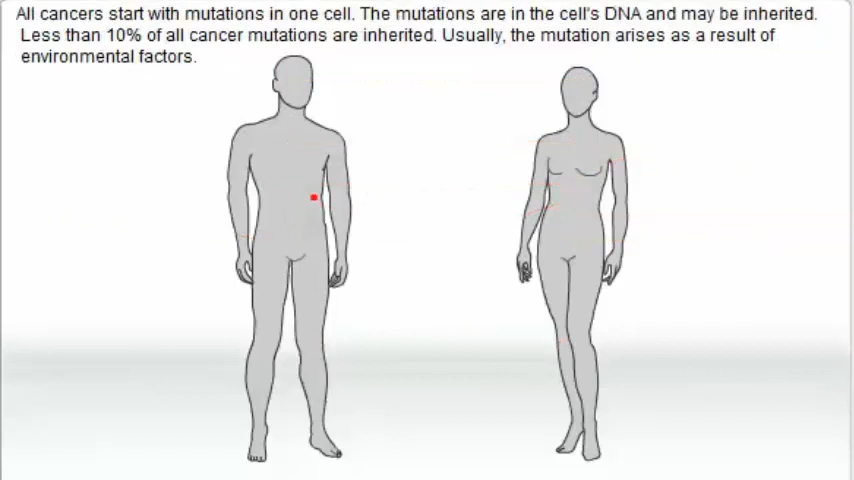 All cancers start with mutations in one cell. The mutations are in the cell's DNA and may be inherited.
Less than 10% of all cancer mutations are inherited. Usually, the mutation arises as a result of
environmental factors.